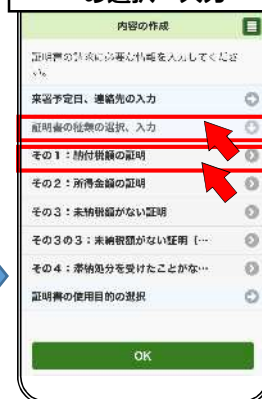 の選択・入力
内容の作成
証明書の請求に必要な情報を入力してくださ
い。
来署予定日、連絡先の入力
証明書の種類の選択、入力
その1：納付税額の証明
その2：所得金額の証明
その3：未納税額がない証明
その3の3：未納税額がない証明（…
その4：滞納処分を受けたことがな…
証明書の使用目的の選択
OK